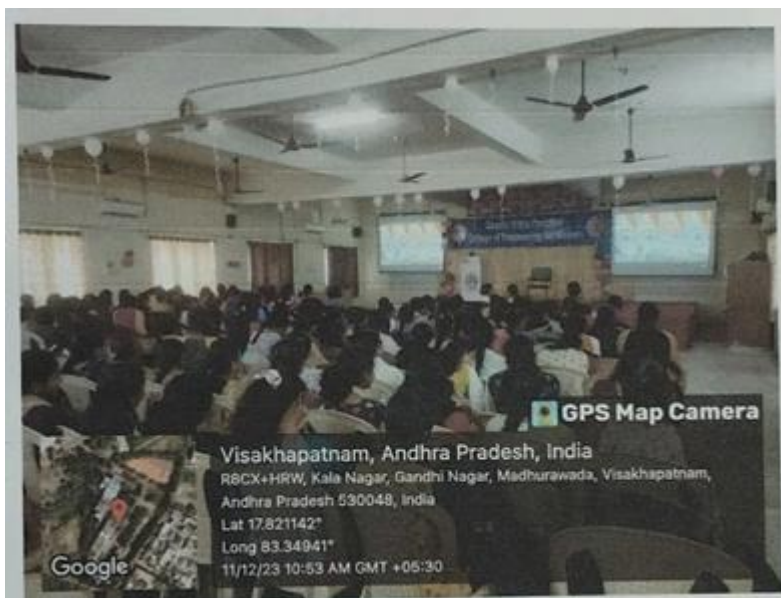 GPS Map Camera
Visakhapatnam, Andhra Pradesh, India
R8CX+HRW, Kala Nagar, Gandhi Nagar, Madhurawada, Visakhapatnam,
Andhra Pradesh 530048, India
Lat 17.821142°
Long 83.34941°
11/12/23 10:53 AM GMT +05:30
Google